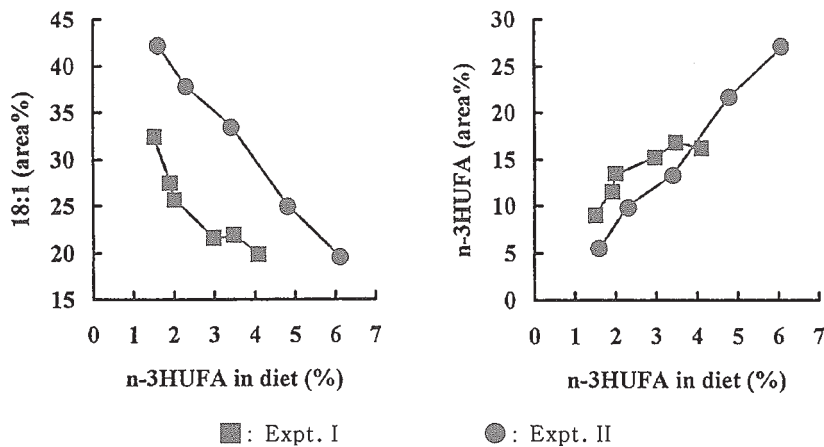 45
40
35
30
25
20
15
18:1 (area%)
0 1 2 3 4 5 6 7
n-3HUFA in diet (%)
30
25
20
15
10
5
0
n-3HUFA (area%)
0 1 2 3 4 5 6 7
n-3HUFA in diet (%)
: Expt. I
: Expt. II